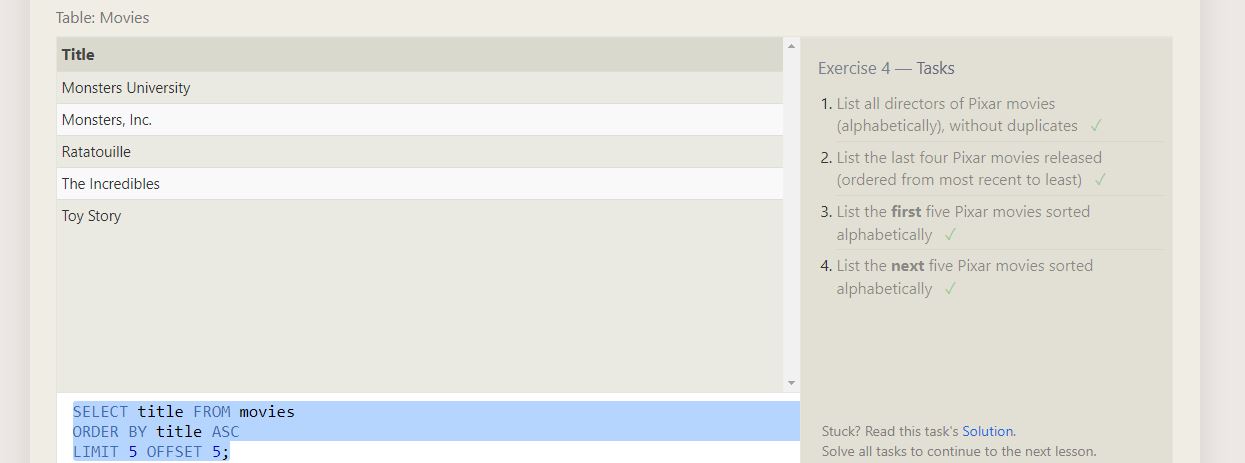 Table: Movies
Title
Monsters University
Monsters, Inc.
Ratatouille
The Incredibles
Toy Story
SELECT title FROM movies
ORDER BY title ASC
LIMIT 5 OFFSET 5;
Exercise 4 — Tasks
1. List all directors of Pixar movies
(alphabetically), without duplicates ✓
2. List the last four Pixar movies released
(ordered from most recent to least) ✓
3. List the first five Pixar movies sorted
alphabetically ✓
4. List the next five Pixar movies sorted
alphabetically ✓
Stuck? Read this task's Solution.
Solve all tasks to continue to the next lesson.